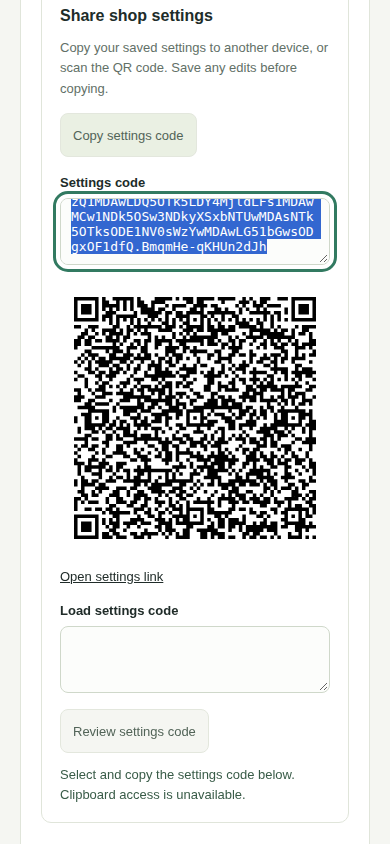 Share shop settings
Copy your saved settings to another device, or
scan the QR code. Save any edits before
copying.
Copy settings code
Settings code
zQ1MDAwLDQ5OTk5LDY4MjldLFs1MDAw
MCw1NDk5OSw3NDkyXSxbNTUwMDAsNTk
5OTksODE1NV0sWzYwMDAwLG51bGwsOD
gxOF1dfQ.BmqmHe-qKHUn2dJh
Open settings link
Load settings code
Review settings code
Select and copy the settings code below.
Clipboard access is unavailable.